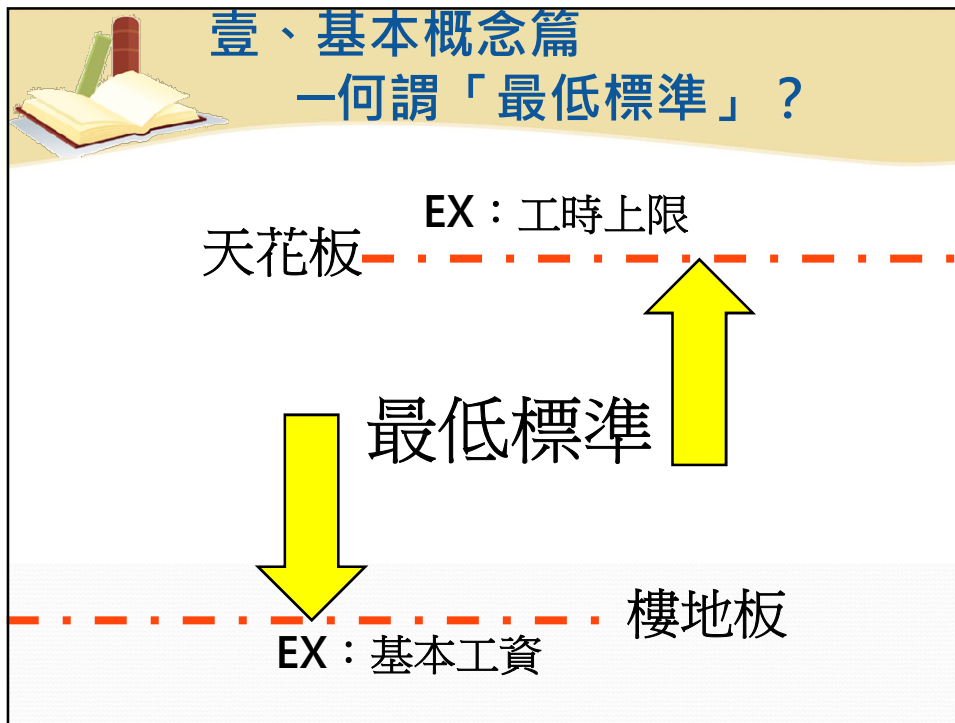 壹、基本概念篇
─何謂「最低標準」？
EX：工時上限
天花板
最低標準
樓地板
EX：基本工資